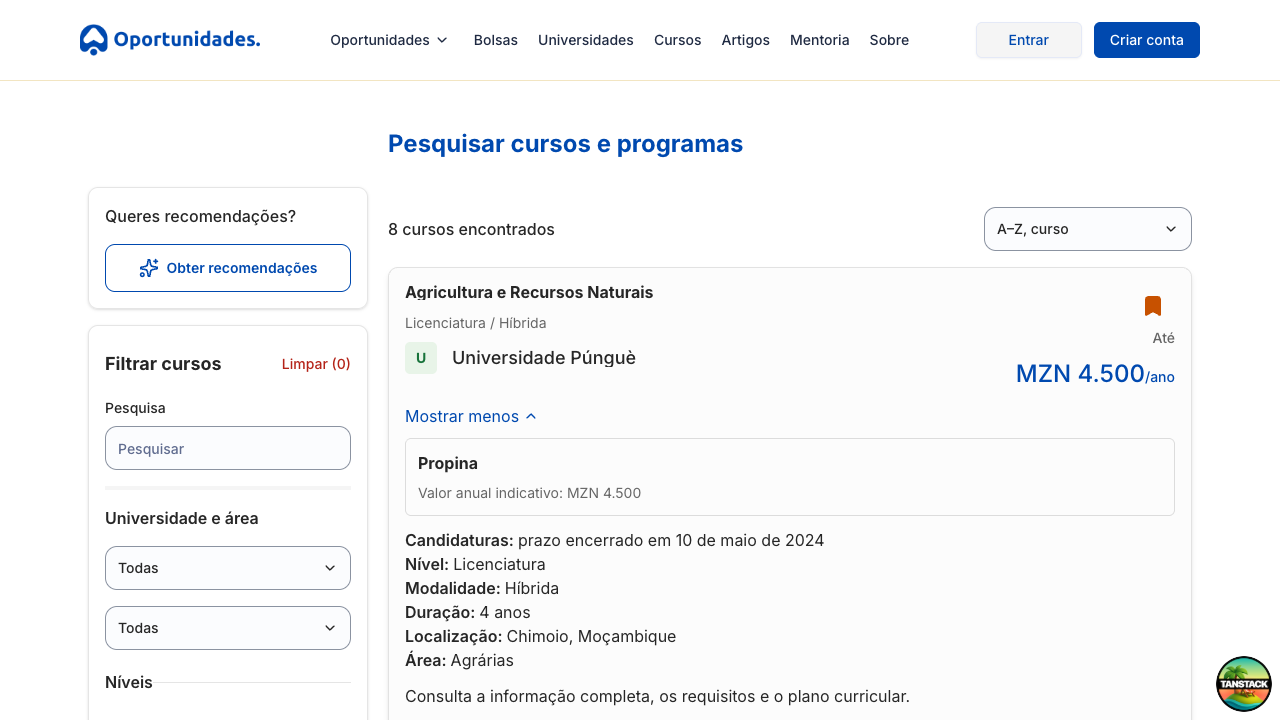 Oportunidades.
Oportunidades
Bolsas
Universidades
Cursos
Artigos
Mentoria
Sobre
Entrar
Criar conta
Pesquisar cursos e programas
Queres recomendações?
Obter recomendações
Filtrar cursos
Limpar (0)
Pesquisa
Pesquisar
Universidade e área
Todas
Todas
Níveis
8 cursos encontrados
A–Z, curso
Agricultura e Recursos Naturais
Licenciatura / Híbrida
U
Universidade Púnguè
Até
MZN 4.500/ano
Mostrar menos
Propina
Valor anual indicativo: MZN 4.500
Candidaturas: prazo encerrado em 10 de maio de 2024
Nível: Licenciatura
Modalidade: Híbrida
Duração: 4 anos
Localização: Chimoio, Moçambique
Área: Agrárias
Consulta a informação completa, os requisitos e o plano curricular.
TANSTACK